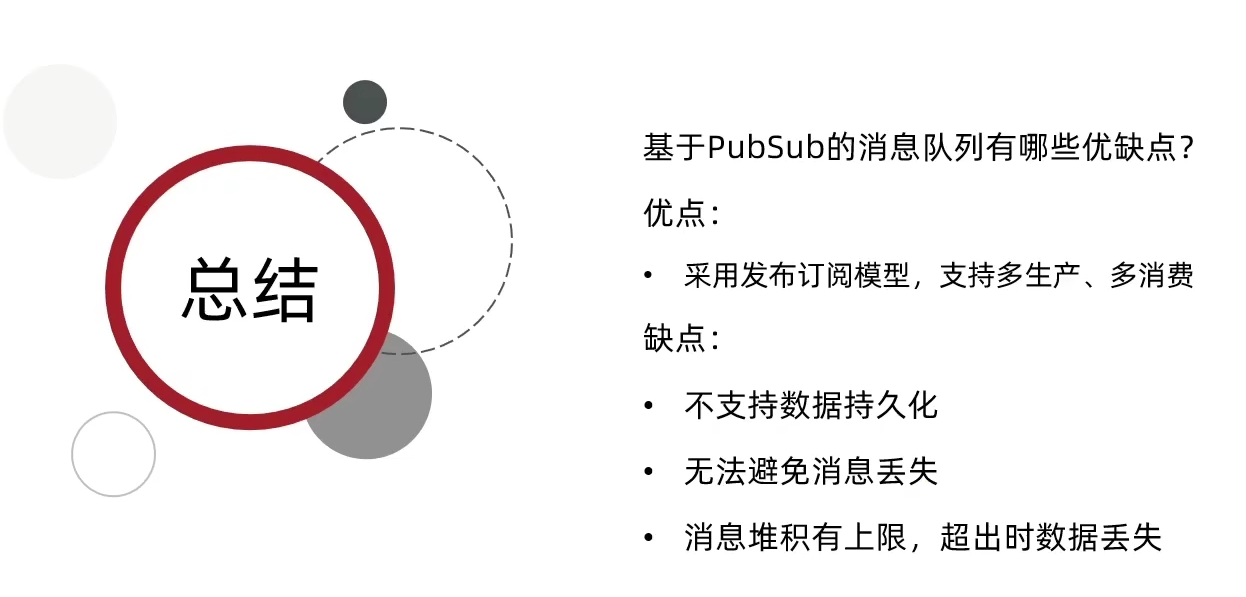 总结
基于PubSub的消息队列有哪些优缺点？
优点：
• 采用发布订阅模型，支持多生产、多消费
缺点：
• 不支持数据持久化
• 无法避免消息丢失
• 消息堆积有上限，超出时数据丢失